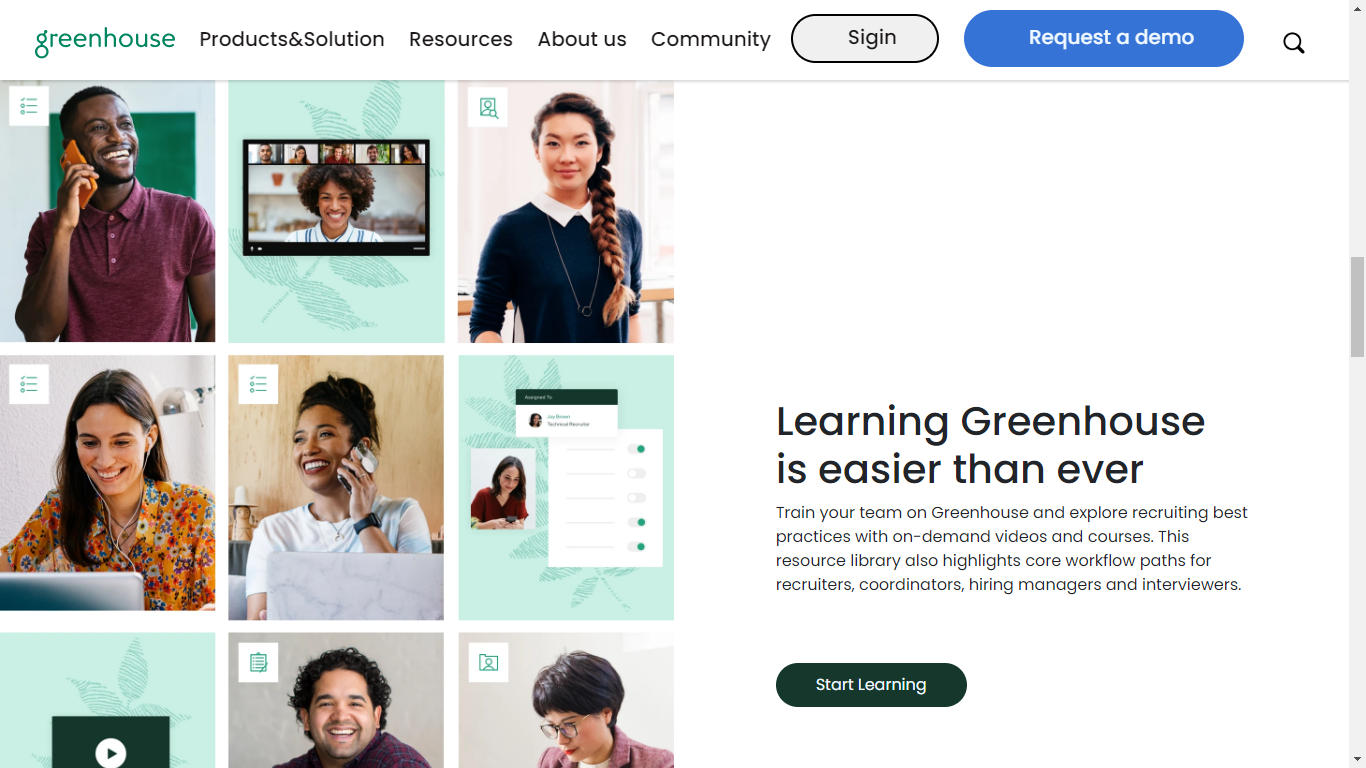 greenhouse
Products&Solution
Resources
About us
Community
Sigin
Request a demo
Assigned To
Joy Brown
Technical Recruiter
Learning Greenhouse
is easier than ever
Train your team on Greenhouse and explore recruiting best
practices with on-demand videos and courses. This
resource library also highlights core workflow paths for
recruiters, coordinators, hiring managers and interviewers.
Start Learning